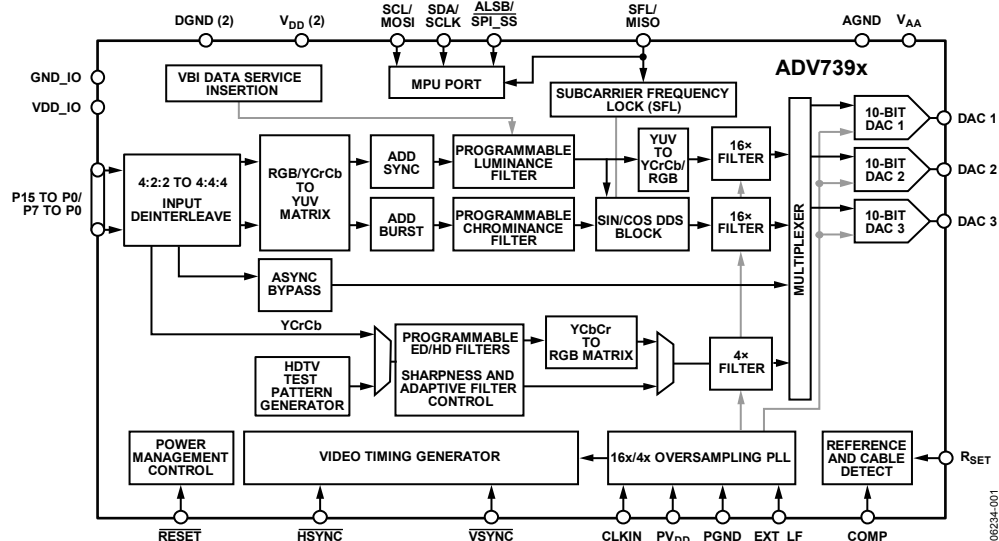 DGND (2)
VDD (2)
SCL/
MOSI
SDA/
SCLK
ALSB/
SPI_SS
SFL/
MISO
AGND
VAA
GND_IO
VDD_IO
P15 TO P0/
P7 TO P0
ADV739x
VBI DATA SERVICE
INSERTION
MPU PORT
SUBCARRIER FREQUENCY
LOCK (SFL)
4:2:2 TO 4:4:4
INPUT
DEINTERLEAVE
RGB/YCrCb
TO
YUV
MATRIX
ADD
SYNC
PROGRAMMABLE
LUMINANCE
FILTER
YUV
TO
YCrCb/
RGB
16×
FILTER
ADD
BURST
PROGRAMMABLE
CHROMINANCE
FILTER
SIN/COS DDS
BLOCK
16×
FILTER
MULTIPLEXER
10-BIT
DAC 1
DAC 1
10-BIT
DAC 2
DAC 2
10-BIT
DAC 3
DAC 3
ASYNC
BYPASS
YCrCb
HDTV
TEST
PATTERN
GENERATOR
PROGRAMMABLE
ED/HD FILTERS
SHARPNESS AND
ADAPTIVE FILTER
CONTROL
YCbCr
TO
RGB MATRIX
4×
FILTER
POWER
MANAGEMENT
CONTROL
VIDEO TIMING GENERATOR
16x/4x OVERSAMPLING PLL
REFERENCE
AND CABLE
DETECT
RSET
RESET
HSYNC
VSYNC
CLKIN
PVDD
PGND
EXT_LF
COMP
06234-001